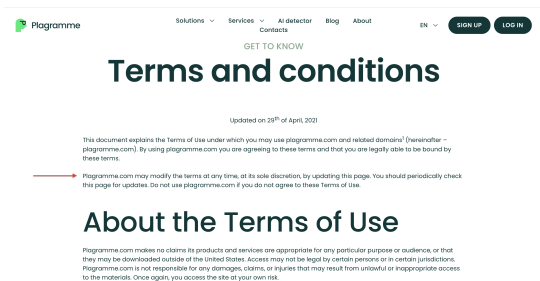 Plagramme
Solutions Services AI detector Blog About
Contacts
EN SIGN UP LOG IN
GET TO KNOW
Terms and conditions
Updated on 29th of April, 2021
This document explains the Terms of Use under which you may use plagramme.com and related domains¹ (hereinafter –
plagramme.com). By using plagramme.com you are agreeing to these terms and that you are legally able to be bound by
these terms.
Plagramme.com may modify the terms at any time, at its sole discretion, by updating this page. You should periodically check
this page for updates. Do not use plagramme.com if you do not agree to these Terms of Use.
About the Terms of Use
Plagramme.com makes no claims its products and services are appropriate for any particular purpose or audience, or that
they may be downloaded outside of the United States. Access may not be legal by certain persons or in certain jurisdictions.
Plagramme.com is not responsible for any damages, claims, or injuries that may result from unlawful or inappropriate access
to the materials. Once again, you access the site at your own risk.